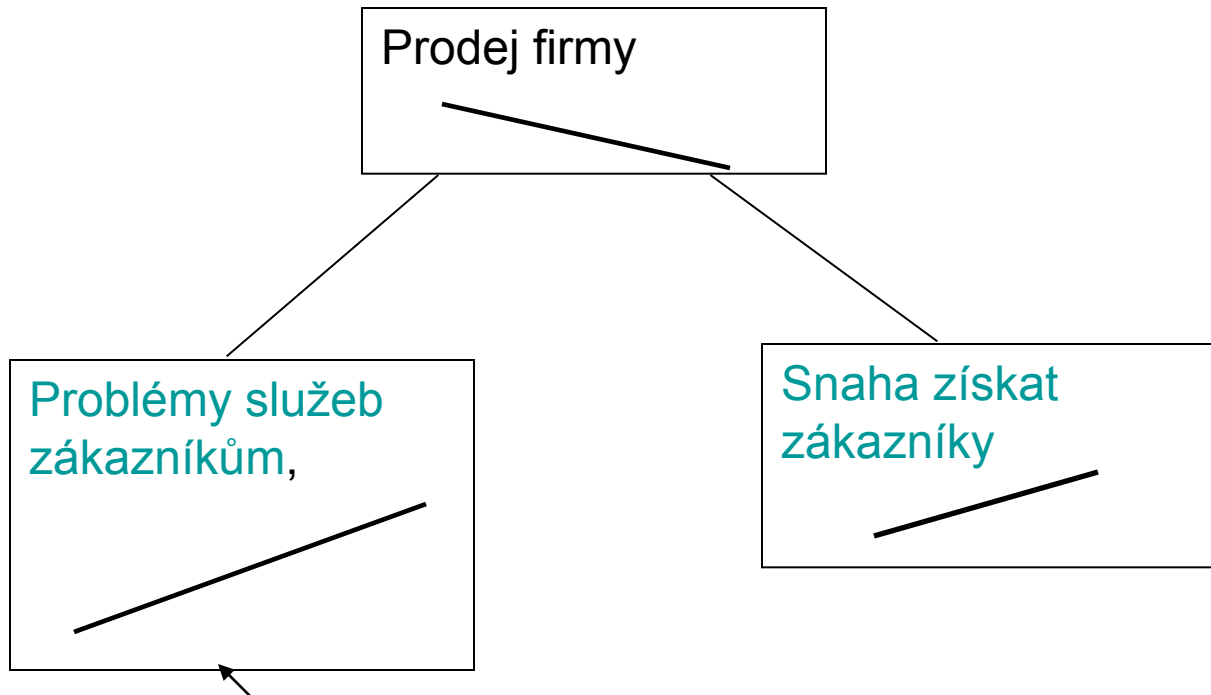 Prodej firmy
Problémy služeb
zákazníkům,
Snaha získat
zákazníky